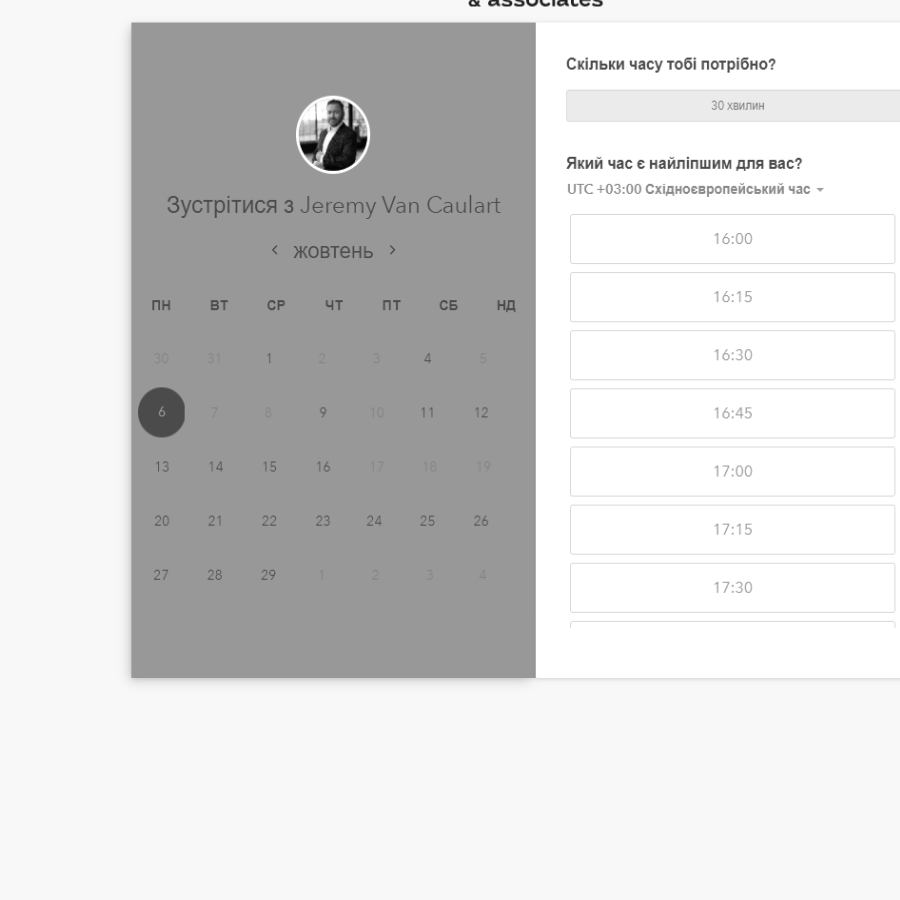 & associates
Зустрітися з Jeremy Van Caulart
жовтень
ПН ВТ СР ЧТ ПТ СБ НД
30 31 1 2 3 4 5
6 7 8 9 10 11 12
13 14 15 16 17 18 19
20 21 22 23 24 25 26
27 28 29 1 2 3 4
Скільки часу тобі потрібно?
30 хвилин
Який час є найліпшим для вас?
UTC +03:00 Східноєвропейський час
16:00
16:15
16:30
16:45
17:00
17:15
17:30